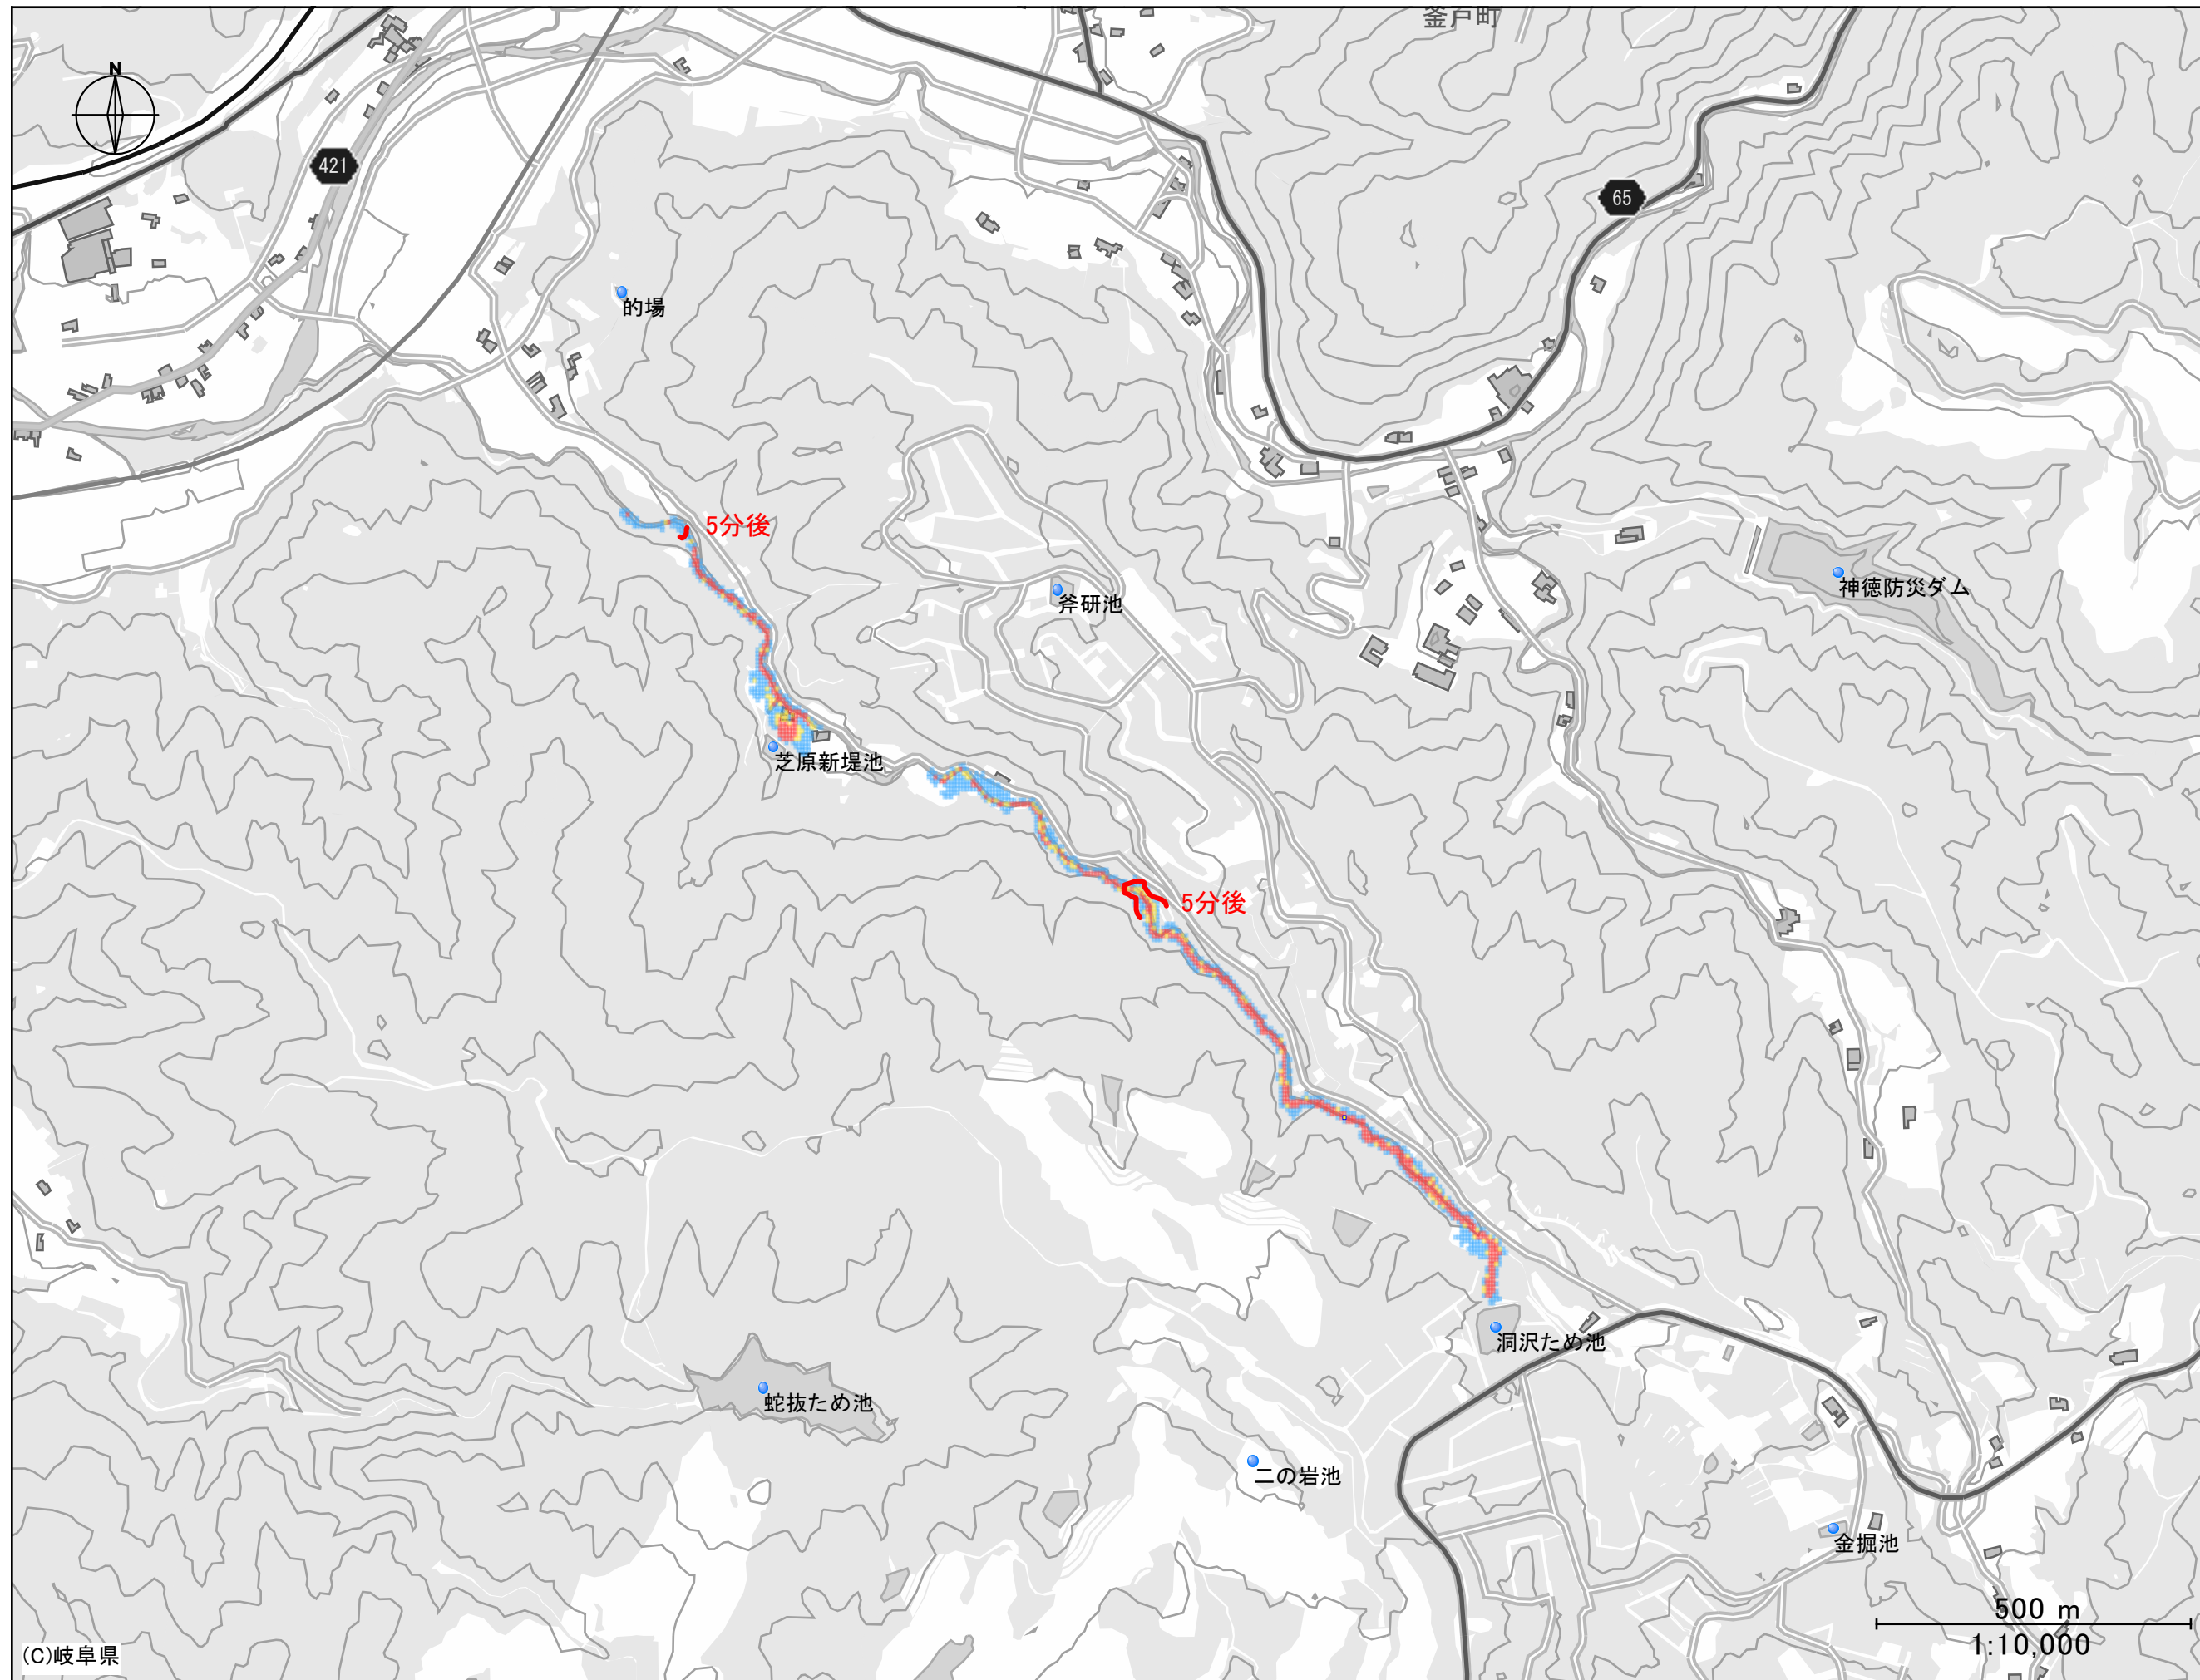 釜戸町
N
421
65
的場
5分後
神徳防災ダム
斧研池
芝原新堤池
5分後
洞沢ため池
蛇抜ため池
二の岩池
金掘池
500 m
1:10,000
(C)岐阜県